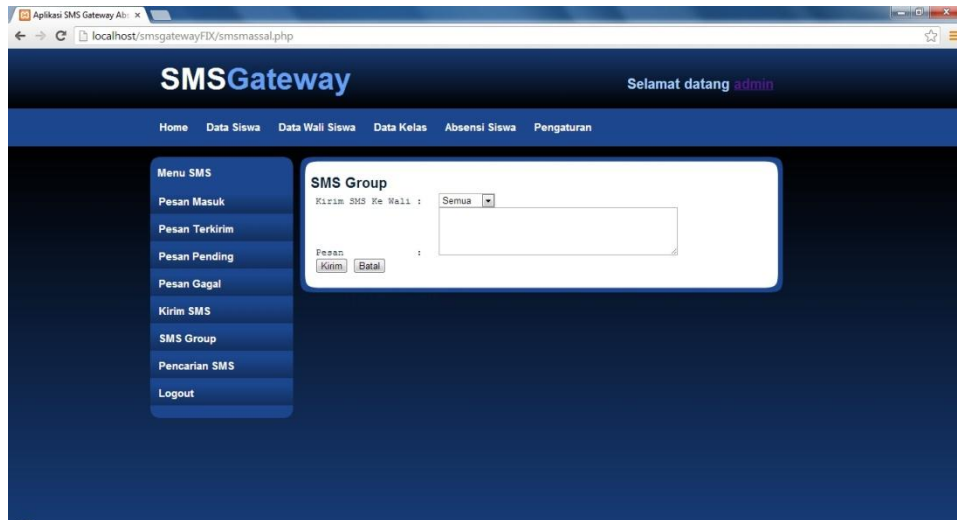 Aplikasi SMS Gateway Ab
localhost/smsgatewayFIX/smsmassal.php
SMSGateway
Selamat datang admin
Home Data Siswa Data Wali Siswa Data Kelas Absensi Siswa Pengaturan
Menu SMS
Pesan Masuk
Pesan Terkirim
Pesan Pending
Pesan Gagal
Kirim SMS
SMS Group
Pencarian SMS
Logout
SMS Group
Kirim SMS Ke Wali : Semua
Pesan :
Kirim Batal